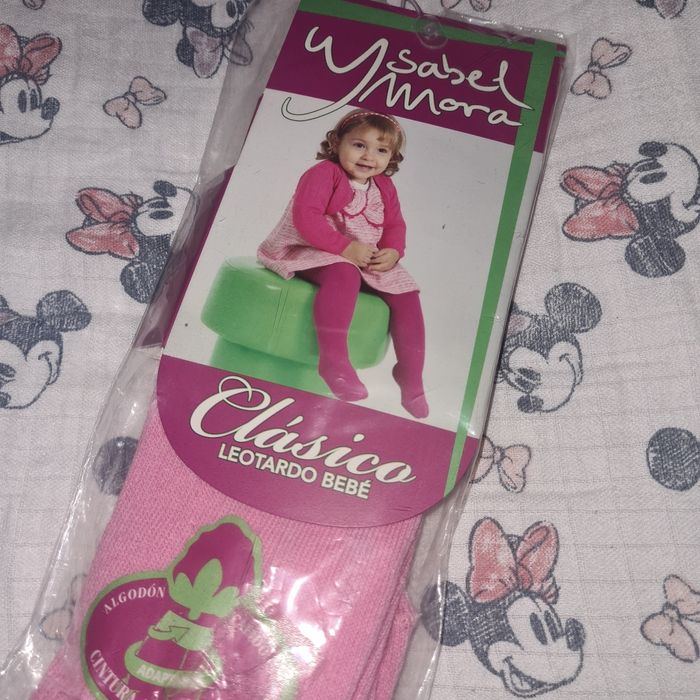 Ysabel
Mora
Clásico
LEOTARDO BEBÉ
ALGODÓN
CINTURA